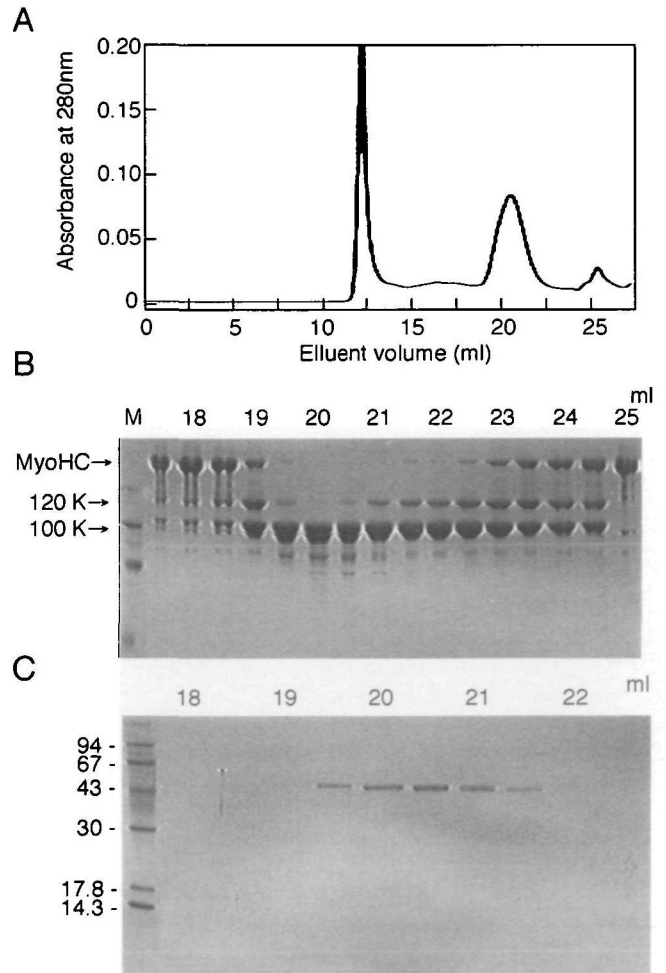 A
0.20
0.15
0.10
0.05
0
Absorbance at 280nm
0 5 10 15 20 25
Elluent volume (ml)
B
ml
M 18 19 20 21 22 23 24 25
MyoHC→
120 K→
100 K→
C
18 19 20 21 22 ml
94 -
67 -
43 -
30 -
17.8 -
14.3 -